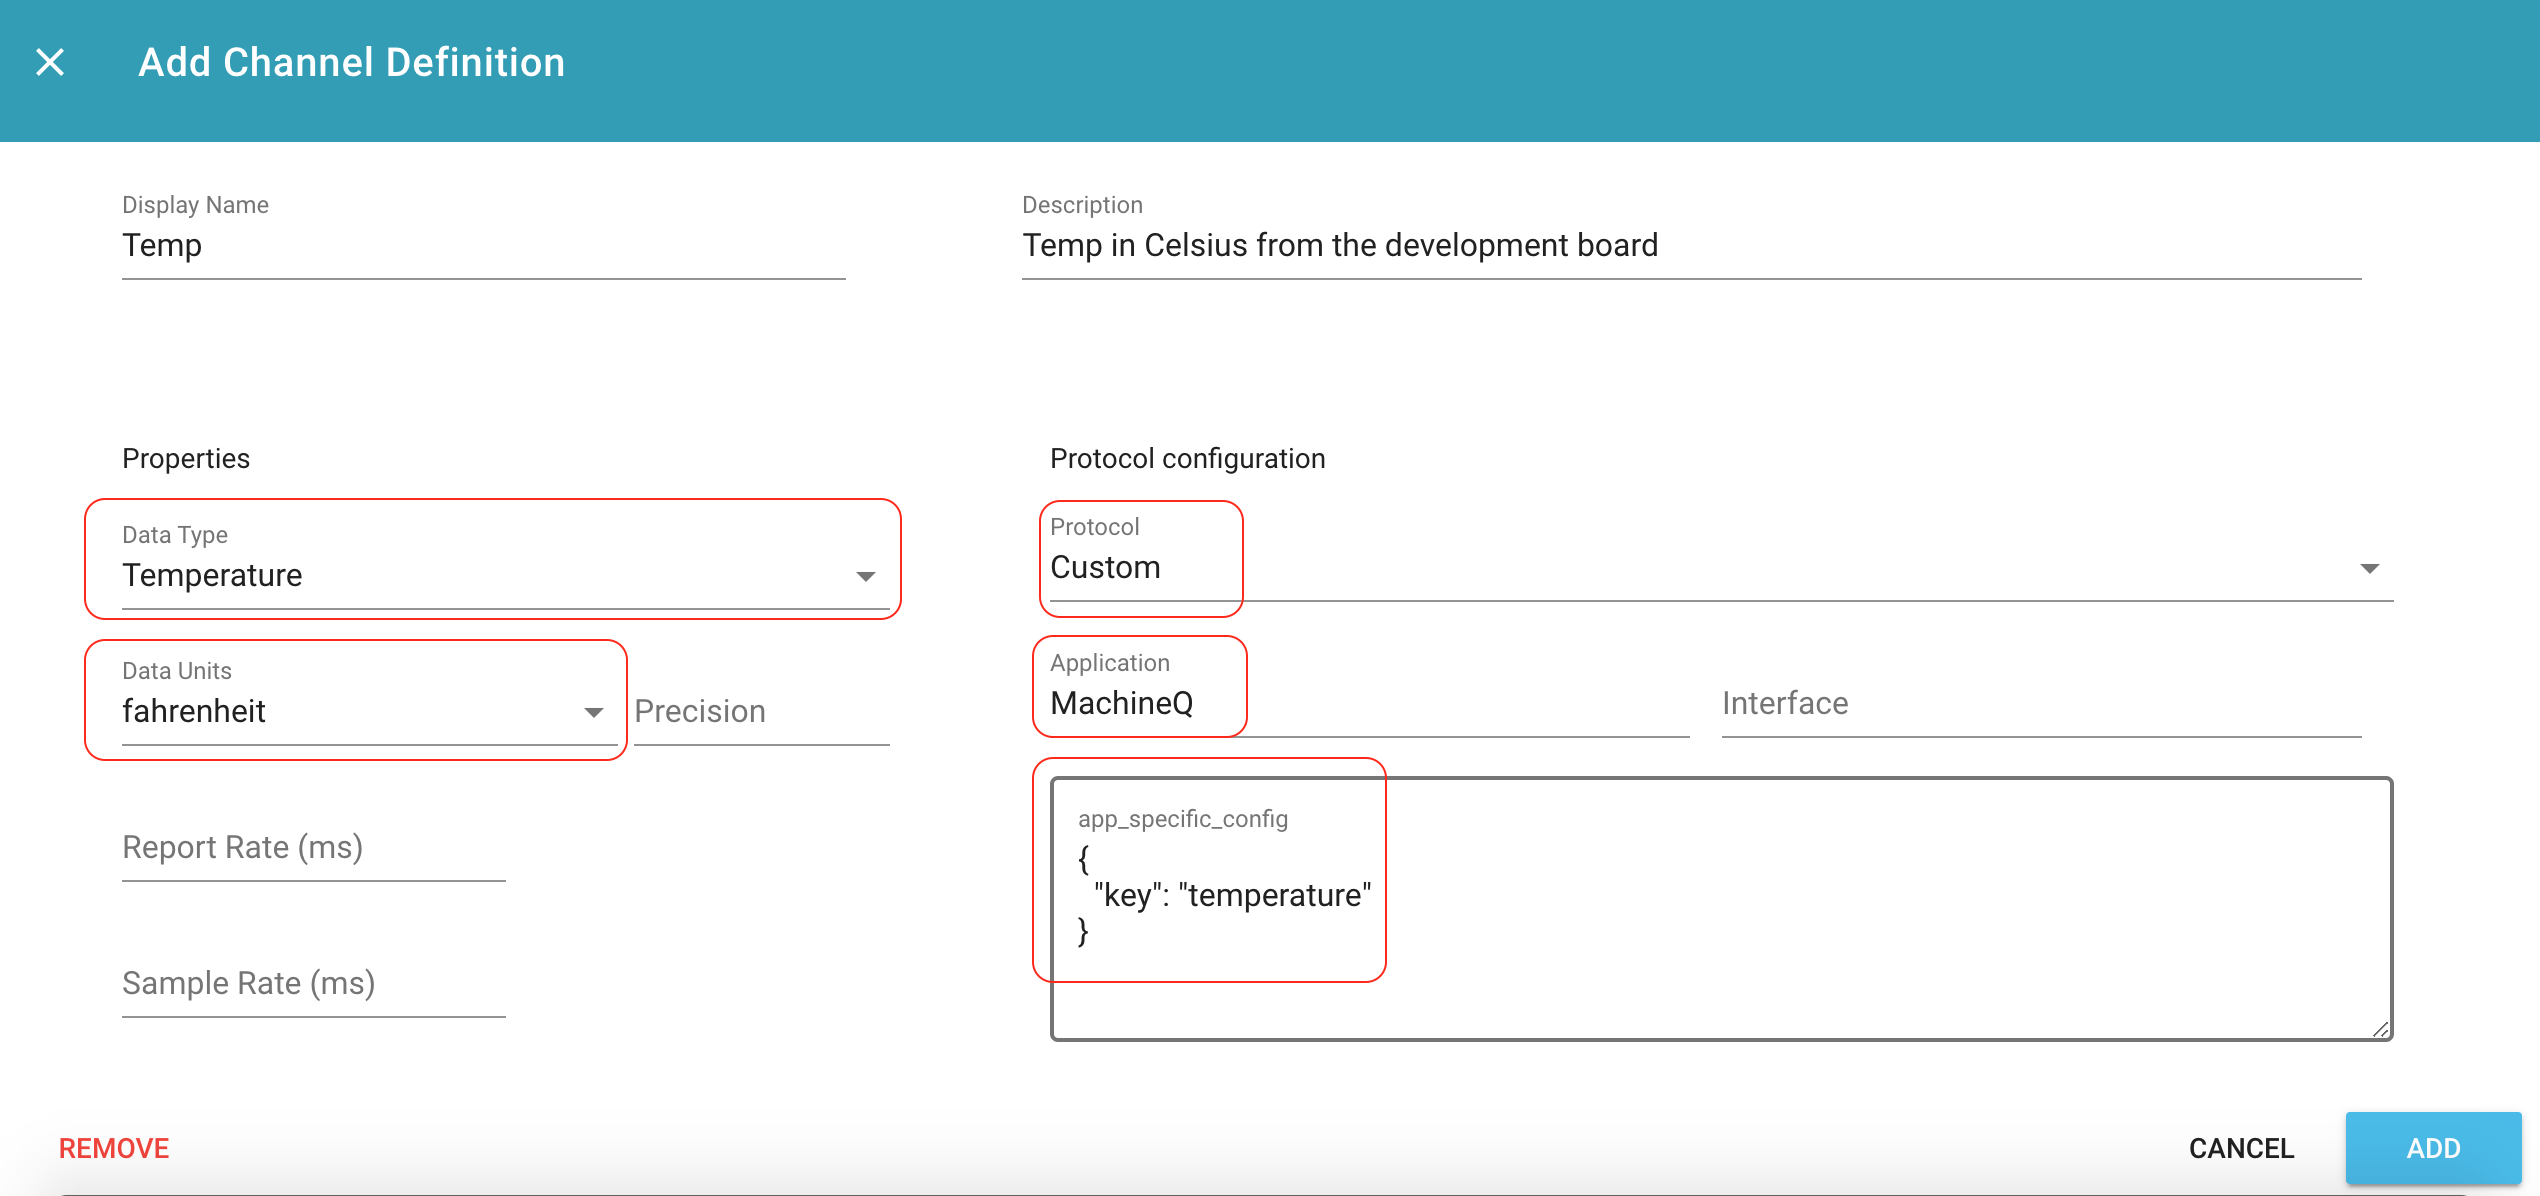 Add Channel Definition
Display Name
Temp
Description
Temp in Celsius from the development board
Properties
Data Type
Temperature
Data Units
fahrenheit
Precision
Report Rate (ms)
Sample Rate (ms)
Protocol configuration
Protocol
Custom
Application
MachineQ
Interface
app_specific_config
{
"key": "temperature"
}
REMOVE
CANCEL
ADD